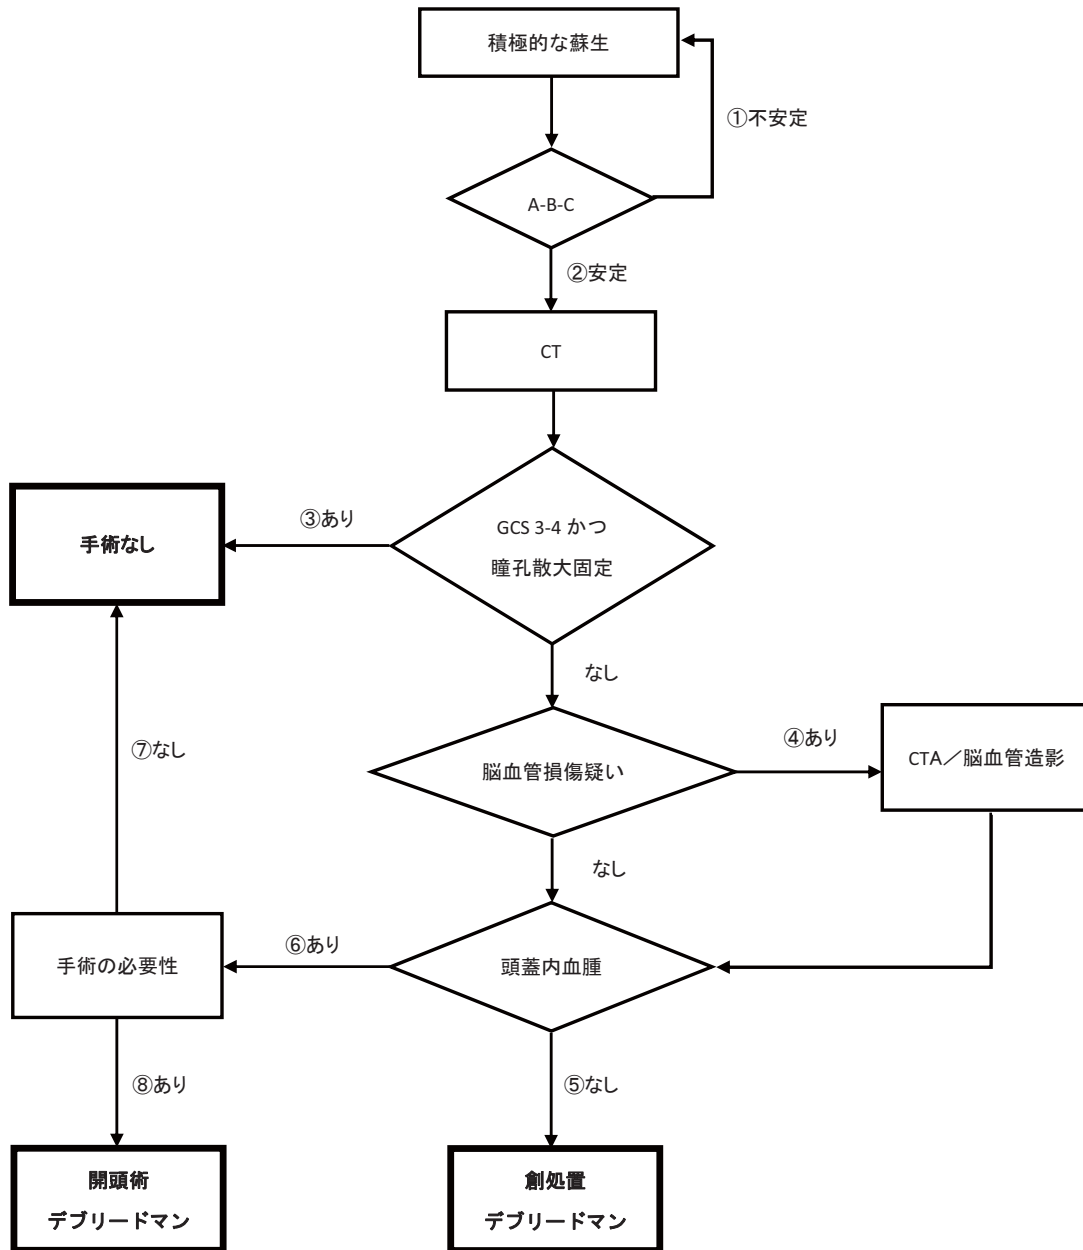 積極的な蘇生
①不安定
A-B-C
②安定
CT
GCS 3-4 かつ
瞳孔散大固定
③あり
手術なし
なし
脳血管損傷疑い
④あり
CTA／脳血管造影
⑦なし
なし
頭蓋内血腫
⑥あり
手術の必要性
⑧あり
⑤なし
開頭術
デブリードマン
創処置
デブリードマン